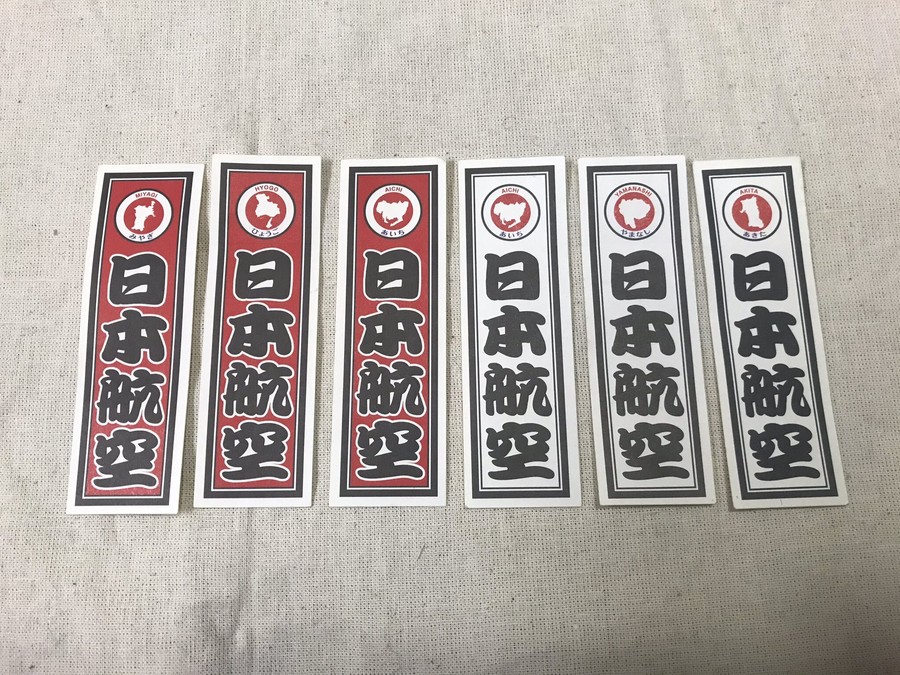 MIYAGI
みやぎ
日本航空
HYOGO
ひょうご
日本航空
AICHI
あいち
日本航空
AICHI
あいち
日本航空
YAMANASHI
やまなし
日本航空
AKITA
あきた
日本航空